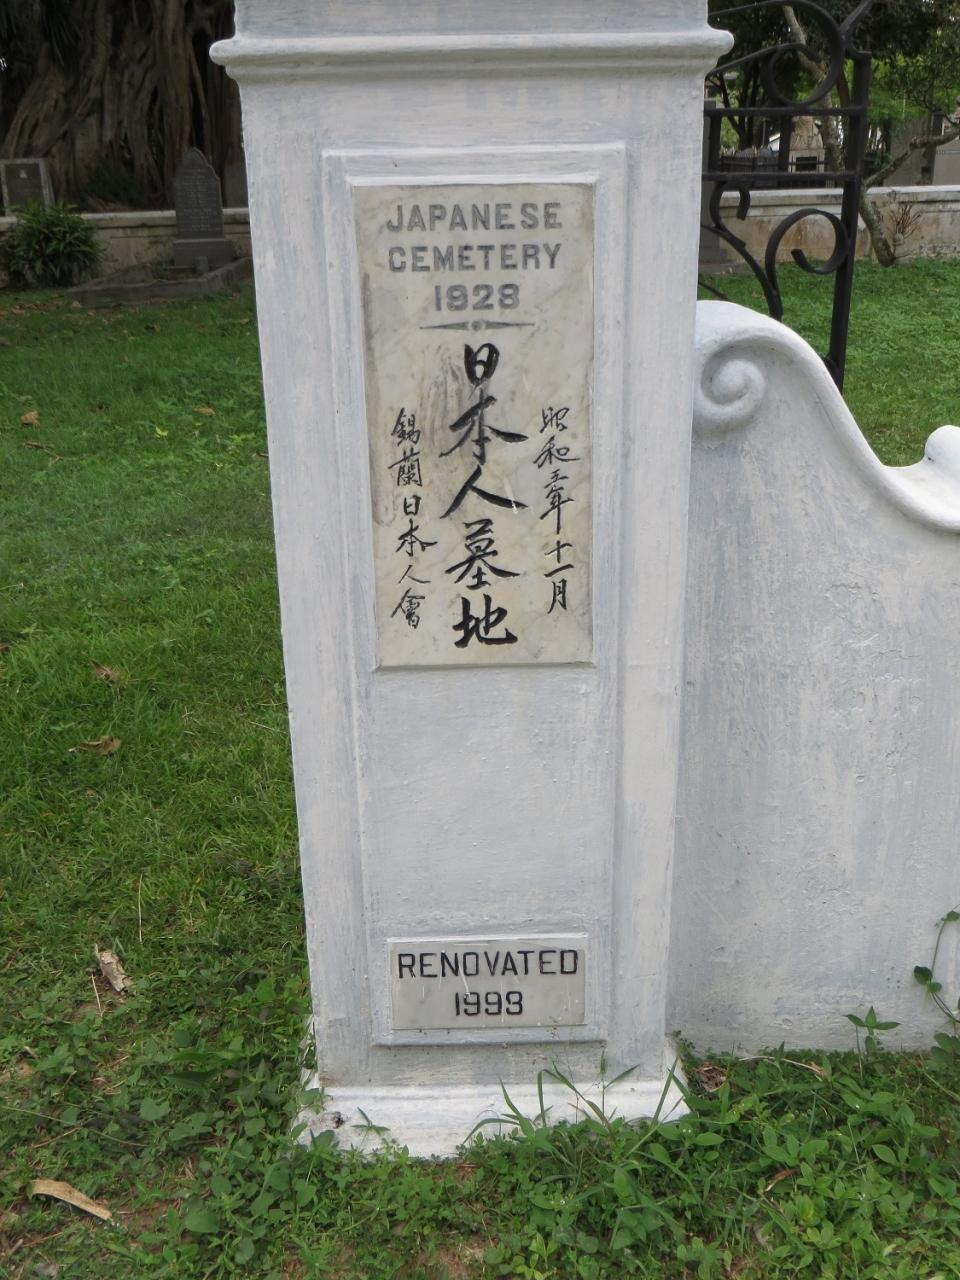 JAPANESE
CEMETERY
1928
昭和三年十一月
日本人墓地
錫蘭日本人會
RENOVATED
1993